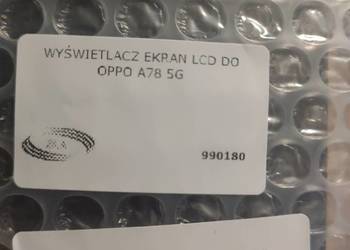 WYŚWIETLACZ EKRAN LCD DO
OPPO A78 5G
990180